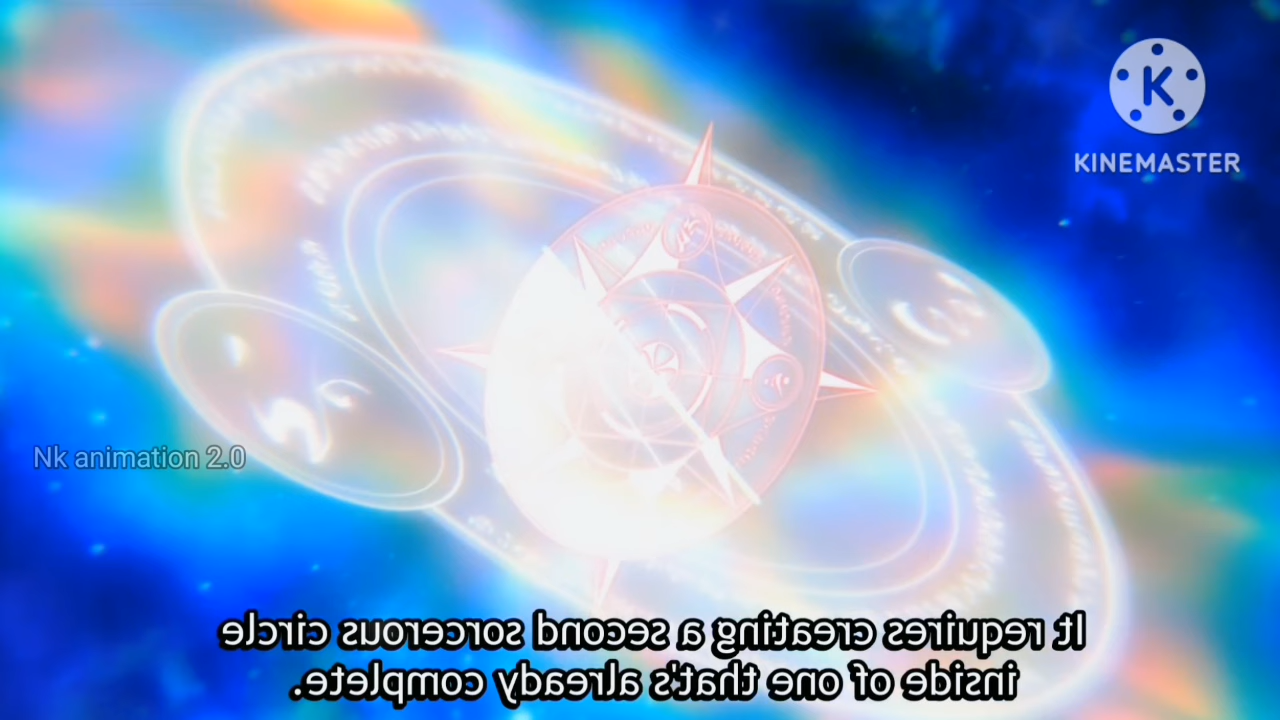 K
KINEMASTER
Nk animation 2.0
It requires creating a second sorcerous circle
inside of one that's already complete.